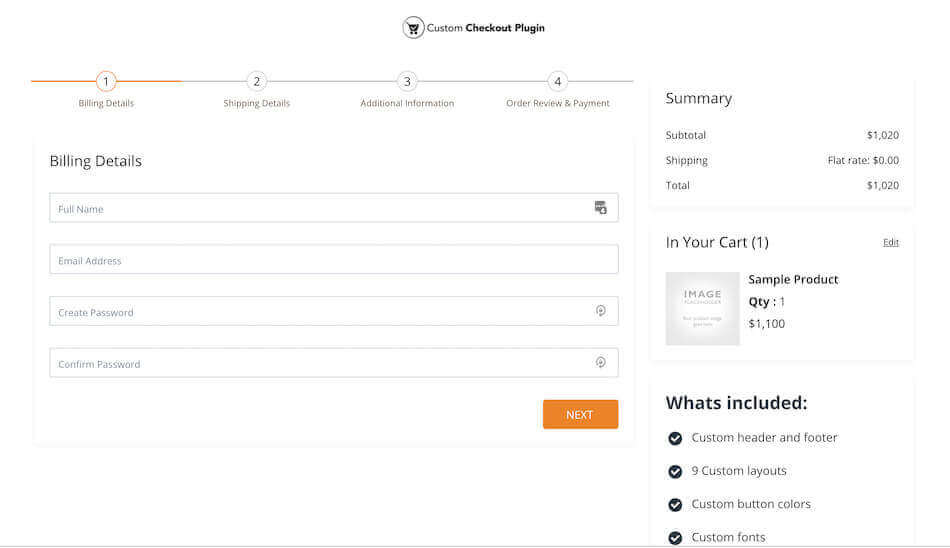 Custom Checkout Plugin
1
2
3
4
Billing Details
Shipping Details
Additional Information
Order Review & Payment
Billing Details
Full Name
Email Address
Create Password
Confirm Password
NEXT
Summary
Subtotal $1,020
Shipping Flat rate: $0.00
Total $1,020
In Your Cart (1) Edit
IMAGE
PLACEHOLDER
Sample Product
Qty : 1
$1,100
Whats included:
Custom header and footer
9 Custom layouts
Custom button colors
Custom fonts